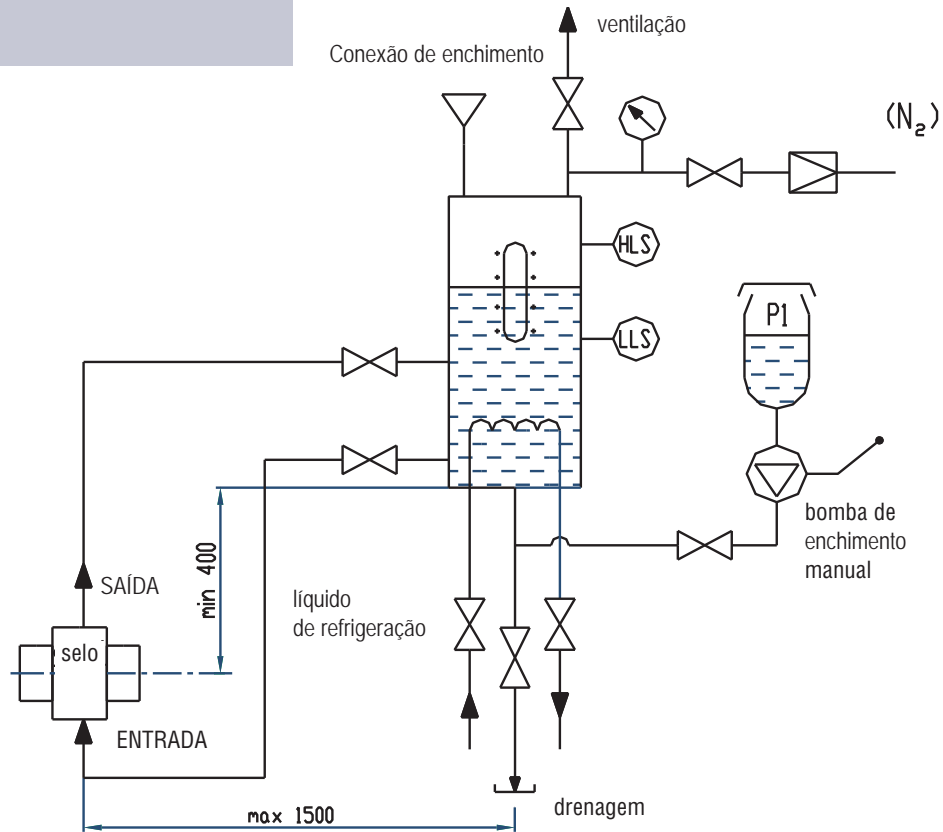 ventilação
Conexão de enchimento
(N₂)
HLS
P1
LLS
bomba de
enchimento
manual
min 400
SAÍDA
líquido
de refrigeração
selo
ENTRADA
drenagem
max 1500